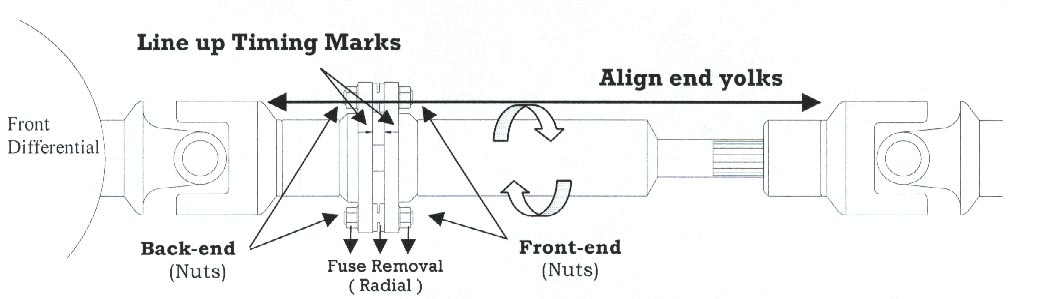 Line up Timing Marks
Align end yolks
Front
Differential
Back-end
(Nuts)
Fuse Removal
( Radial )
Front-end
(Nuts)